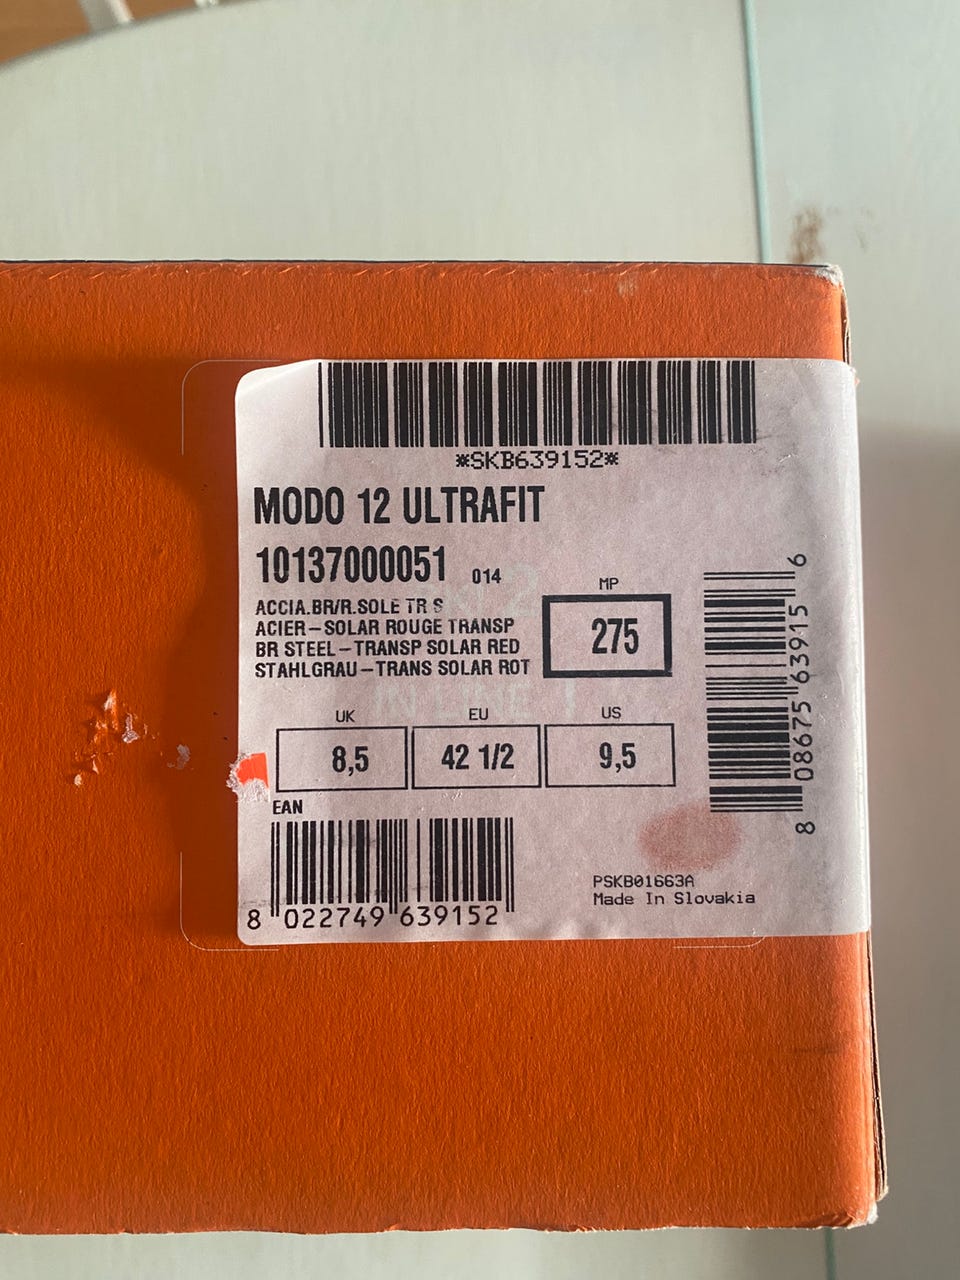 *SKB639152*
MODO 12 ULTRAFIT
10137000051 014
ACCIA.BR/R.SOLE TR S
ACIER-SOLAR ROUGE TRANSP
BR STEEL-TRANSP SOLAR RED
STAHLGRAU-TRANS SOLAR ROT
MP
275
UK EU US
8,5 42 1/2 9,5
EAN
8 022749 639152
PSKB01663A
Made In Slovakia
8 08675 63915 6
IN LINE